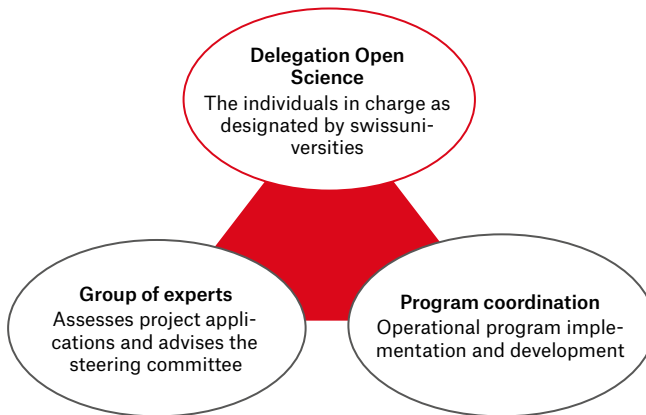 Delegation Open
Science
The individuals in charge as
designated by swissuni-
versities
Group of experts
Assesses project appli-
cations and advises the
steering committee
Program coordination
Operational program imple-
mentation and development